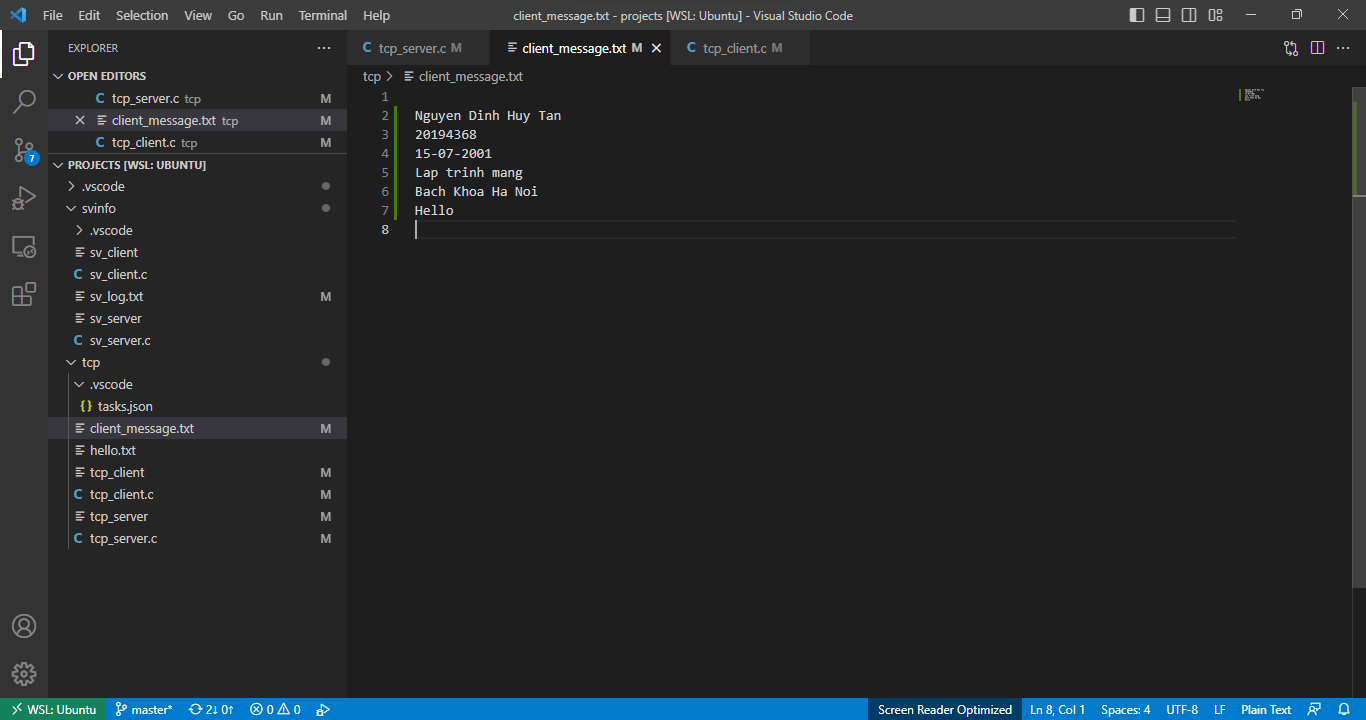 File Edit Selection View Go Run Terminal Help client_message.txt - projects [WSL: Ubuntu] - Visual Studio Code
EXPLORER
OPEN EDITORS
tcp_server.c tcp M
client_message.txt tcp M
tcp_client.c tcp M
PROJECTS [WSL: UBUNTU]
.vscode
svinfo
.vscode
sv_client
C sv_client.c
sv_log.txt M
sv_server
C sv_server.c
tcp
.vscode
{} tasks.json
client_message.txt M
hello.txt
tcp_client M
C tcp_client.c M
tcp_server M
C tcp_server.c M
C tcp_server.c M client_message.txt M C tcp_client.c M
tcp > client_message.txt
1
2 Nguyen Dinh Huy Tan
3 20194368
4 15-07-2001
5 Lap trinh mang
6 Bach Khoa Ha Noi
7 Hello
8
7
WSL: Ubuntu master* 2↓ 0↑ 0 0 Screen Reader Optimized Ln 8, Col 1 Spaces: 4 UTF-8 LF Plain Text